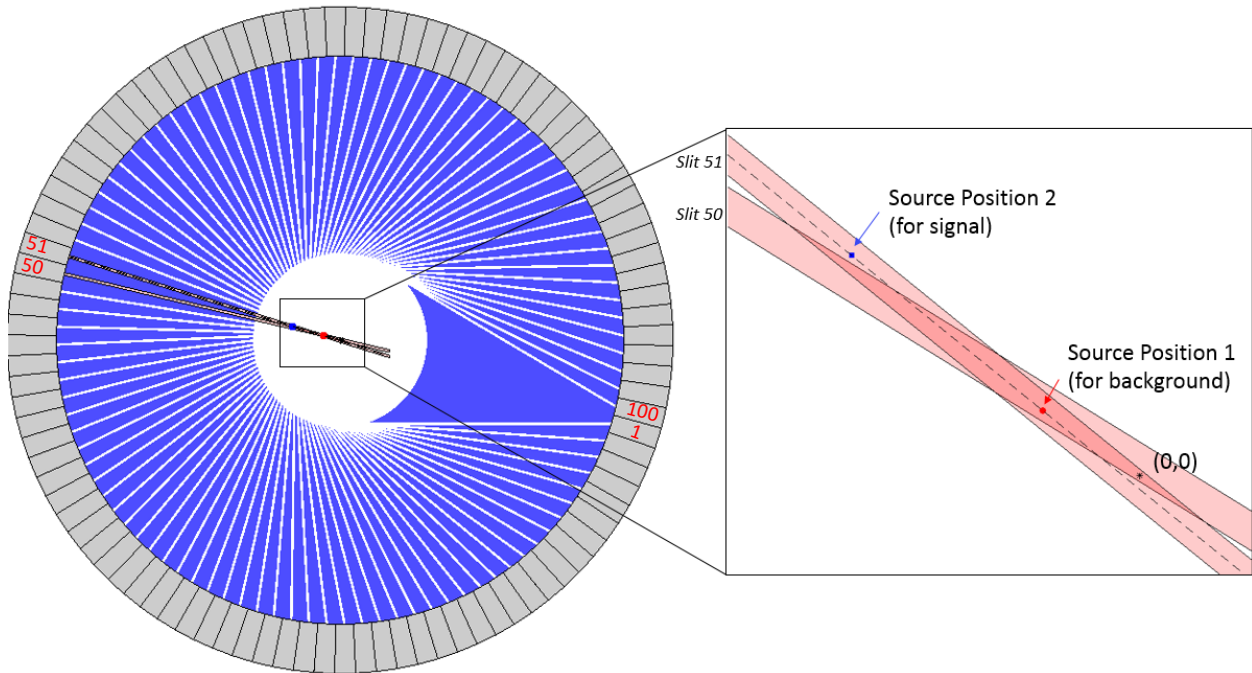 51
50
100
1
Slit 51
Slit 50
Source Position 2
(for signal)
Source Position 1
(for background)
(0,0)